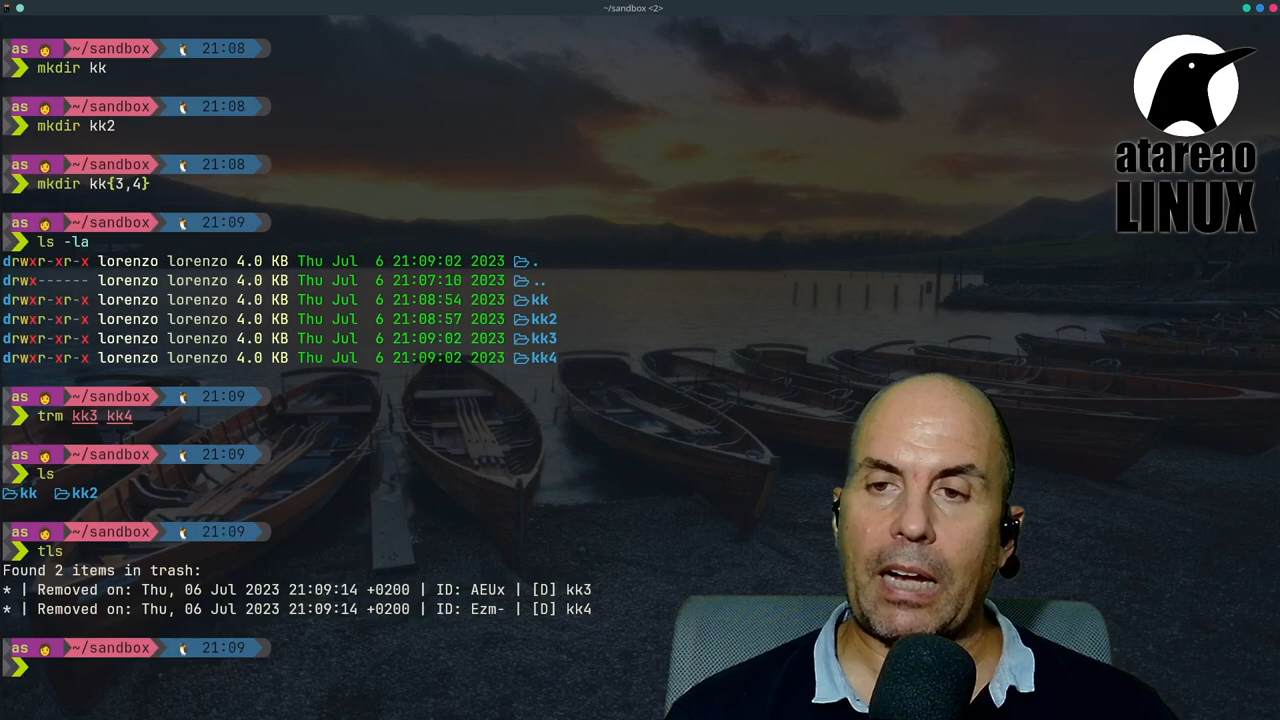 ~/sandbox <2>
as ~/sandbox 21:08
mkdir kk
as ~/sandbox 21:08
mkdir kk2
as ~/sandbox 21:08
mkdir kk{3,4}
as ~/sandbox 21:09
ls -la
drwxr-xr-x lorenzo lorenzo 4.0 KB Thu Jul  6 21:09:02 2023 .
drwx------ lorenzo lorenzo 4.0 KB Thu Jul  6 21:07:10 2023 ..
drwxr-xr-x lorenzo lorenzo 4.0 KB Thu Jul  6 21:08:54 2023 kk
drwxr-xr-x lorenzo lorenzo 4.0 KB Thu Jul  6 21:08:57 2023 kk2
drwxr-xr-x lorenzo lorenzo 4.0 KB Thu Jul  6 21:09:02 2023 kk3
drwxr-xr-x lorenzo lorenzo 4.0 KB Thu Jul  6 21:09:02 2023 kk4
as ~/sandbox 21:09
trm kk3 kk4
as ~/sandbox 21:09
ls
kk kk2
as ~/sandbox 21:09
tls
Found 2 items in trash:
* | Removed on: Thu, 06 Jul 2023 21:09:14 +0200 | ID: AEUx | [D] kk3
* | Removed on: Thu, 06 Jul 2023 21:09:14 +0200 | ID: Ezm- | [D] kk4
as ~/sandbox 21:09
atareao
LINUX